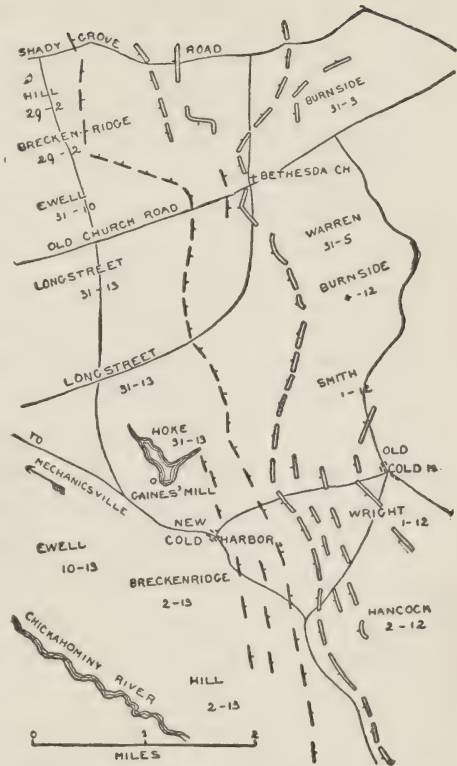 SHADY GROVE ROAD
HILL
29-2
BRECKENRIDGE
29-2
BURNSIDE
31-3
EWELL
31-10
BETHESDA CH
OLD CHURCH ROAD
WARREN
31-5
LONGSTREET
31-13
BURNSIDE
-12
LONGSTREET
31-13
SMITH
1-12
HOKE
31-13
TO
MECHANICSVILLE
GAINES' MILL
OLD
COLD H.
NEW
COLD HARBOR
WRIGHT
1-12
EWELL
10-13
BRECKENRIDGE
2-13
HANCOCK
2-12
CHICKAHOMINY
RIVER
HILL
2-13
0 1 2
MILES